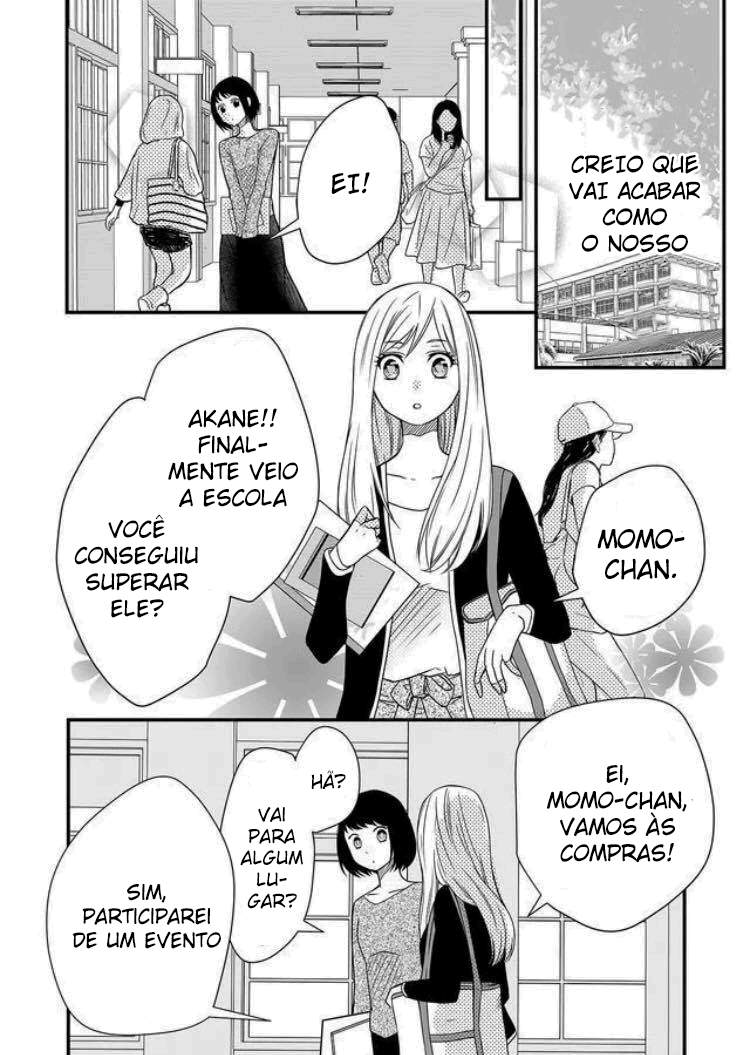 CREIO QUE
VAI ACABAR
COMO
O NOSSO
EI!
MOMO-
CHAN.
AKANE!!
FINAL-
MENTE VEIO
A ESCOLA
VOCÊ
CONSEGUIU
SUPERAR
ELE?
EI,
MOMO-CHAN,
VAMOS ÀS
COMPRAS!
HÃ?
VAI
PARA
ALGUM
LU-
GAR?
SIM,
PARTICIPAREI
DE UM EVENTO